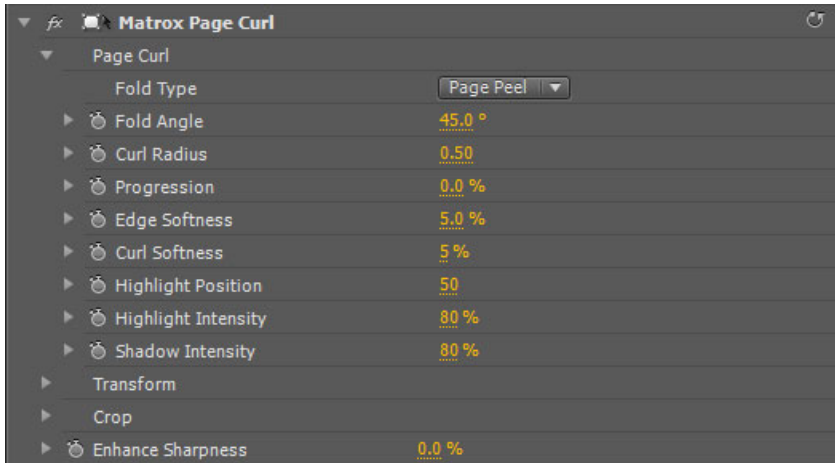 fx Matrox Page Curl
Page Curl
Fold Type Page Peel
Fold Angle 45.0 °
Curl Radius 0.50
Progression 0.0 %
Edge Softness 5.0 %
Curl Softness 5 %
Highlight Position 50
Highlight Intensity 80 %
Shadow Intensity 80 %
Transform
Crop
Enhance Sharpness 0.0 %